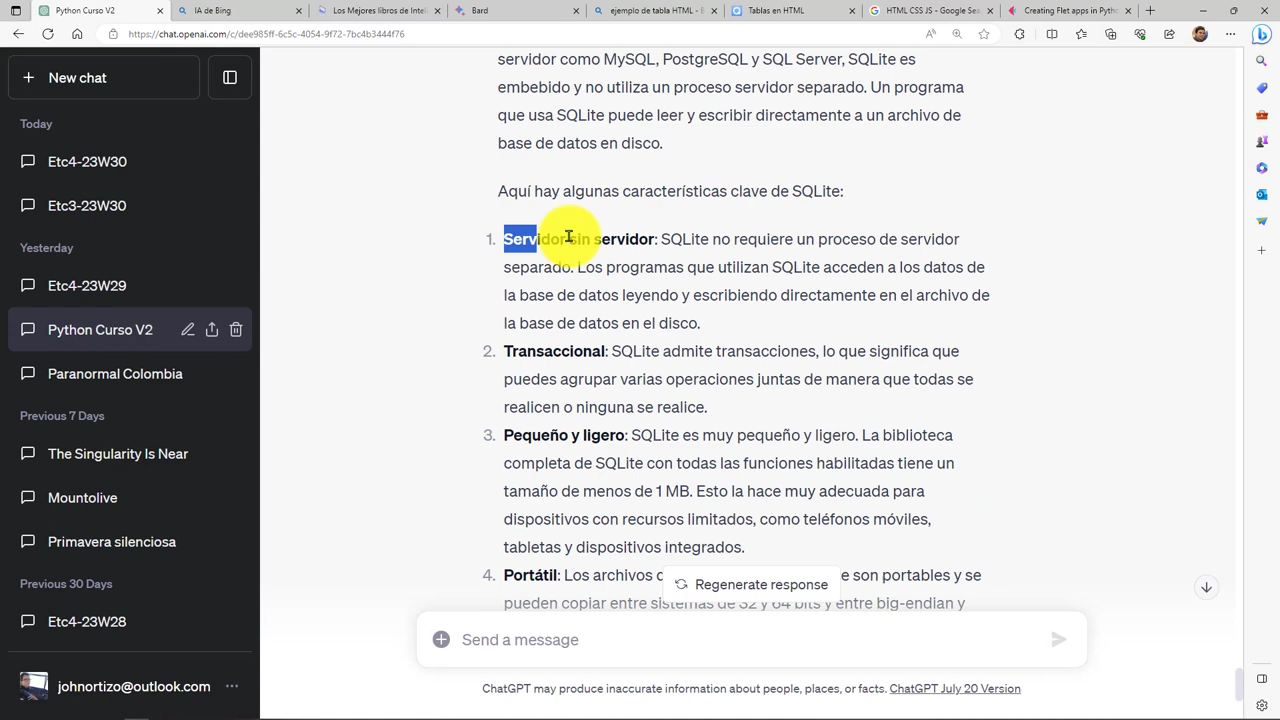 Python Curso V2
IA de Bing
Los Mejores libros de Intel
Bard
ejemplo de tabla HTML - B
Tablas en HTML
HTML CSS JS - Google Sea
Creating Flet apps in Pytho
https://chat.openai.com/c/dee985ff-6c5c-4054-9f72-7bc4b3444f76
New chat
Today
Etc4-23W30
Etc3-23W30
Yesterday
Etc4-23W29
Python Curso V2
Paranormal Colombia
Previous 7 Days
The Singularity Is Near
Mountolive
Primavera silenciosa
Previous 30 Days
Etc4-23W28
johnortizo@outlook.com
servidor como MySQL, PostgreSQL y SQL Server, SQLite es
embebido y no utiliza un proceso servidor separado. Un programa
que usa SQLite puede leer y escribir directamente a un archivo de
base de datos en disco.
Aquí hay algunas características clave de SQLite:
1. Servidor sin servidor: SQLite no requiere un proceso de servidor
separado. Los programas que utilizan SQLite acceden a los datos de
la base de datos leyendo y escribiendo directamente en el archivo de
la base de datos en el disco.
2. Transaccional: SQLite admite transacciones, lo que significa que
puedes agrupar varias operaciones juntas de manera que todas se
realicen o ninguna se realice.
3. Pequeño y ligero: SQLite es muy pequeño y ligero. La biblioteca
completa de SQLite con todas las funciones habilitadas tiene un
tamaño de menos de 1 MB. Esto la hace muy adecuada para
dispositivos con recursos limitados, como teléfonos móviles,
tabletas y dispositivos integrados.
4. Portátil: Los archivos e son portables y se
Regenerate response
pueden copiar entre sistemas de 32 y 64 bits y entre big-endian y
Send a message
ChatGPT may produce inaccurate information about people, places, or facts. ChatGPT July 20 Version